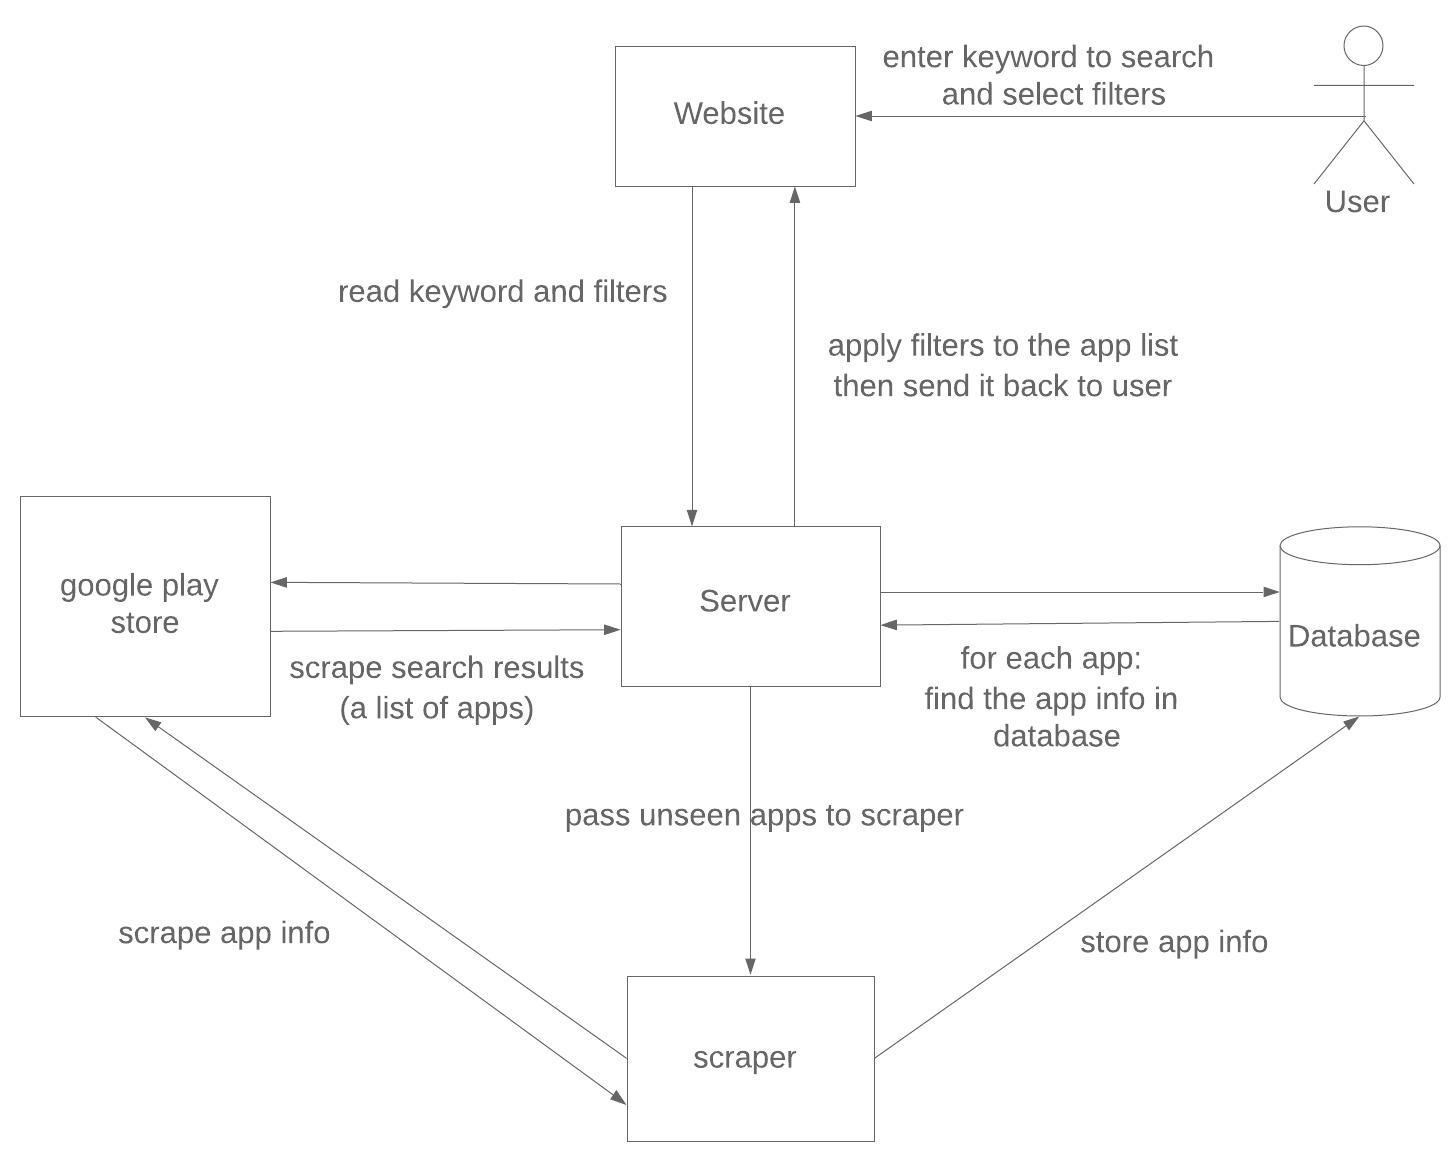 enter keyword to search
and select filters
Website
User
read keyword and filters
apply filters to the app list
then send it back to user
google play
store
Server
Database
scrape search results
(a list of apps)
for each app:
find the app info in
database
pass unseen apps to scraper
scrape app info
store app info
scraper